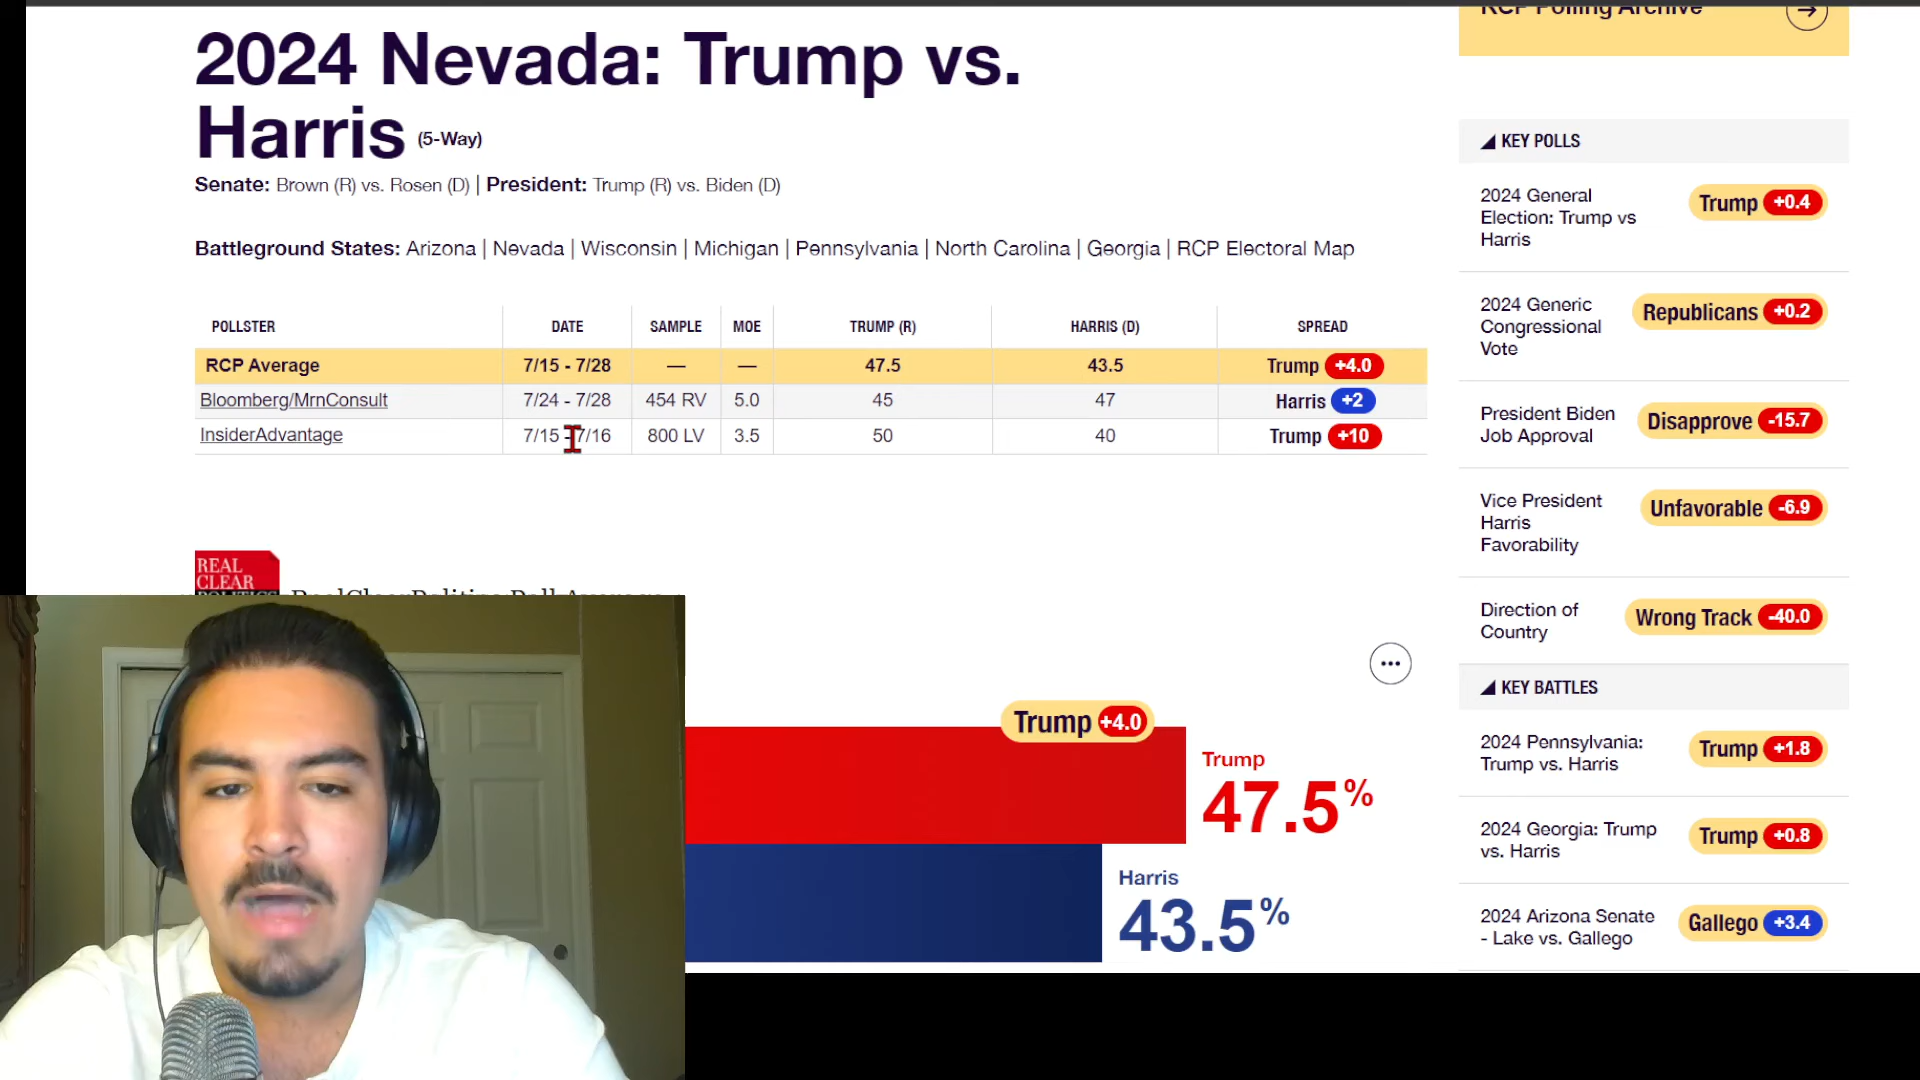 RCP Polling Archive
2024 Nevada: Trump vs.
Harris (5-Way)
Senate: Brown (R) vs. Rosen (D) | President: Trump (R) vs. Biden (D)
Battleground States: Arizona | Nevada | Wisconsin | Michigan | Pennsylvania | North Carolina | Georgia | RCP Electoral Map
POLLSTER DATE SAMPLE MOE TRUMP (R) HARRIS (D) SPREAD
RCP Average 7/15 - 7/28 — — 47.5 43.5 Trump +4.0
Bloomberg/MrnConsult 7/24 - 7/28 454 RV 5.0 45 47 Harris +2
InsiderAdvantage 7/15 - 7/16 800 LV 3.5 50 40 Trump +10
REAL
CLEAR
POLITICS
RealClearPolitics Poll Average
Trump +4.0
Trump
47.5%
Harris
43.5%
KEY POLLS
2024 General
Election: Trump vs
Harris
Trump +0.4
2024 Generic
Congressional
Vote
Republicans +0.2
President Biden
Job Approval
Disapprove -15.7
Vice President
Harris
Favorability
Unfavorable -6.9
Direction of
Country
Wrong Track -40.0
KEY BATTLES
2024 Pennsylvania:
Trump vs. Harris
Trump +1.8
2024 Georgia: Trump
vs. Harris
Trump +0.8
2024 Arizona Senate
- Lake vs. Gallego
Gallego +3.4